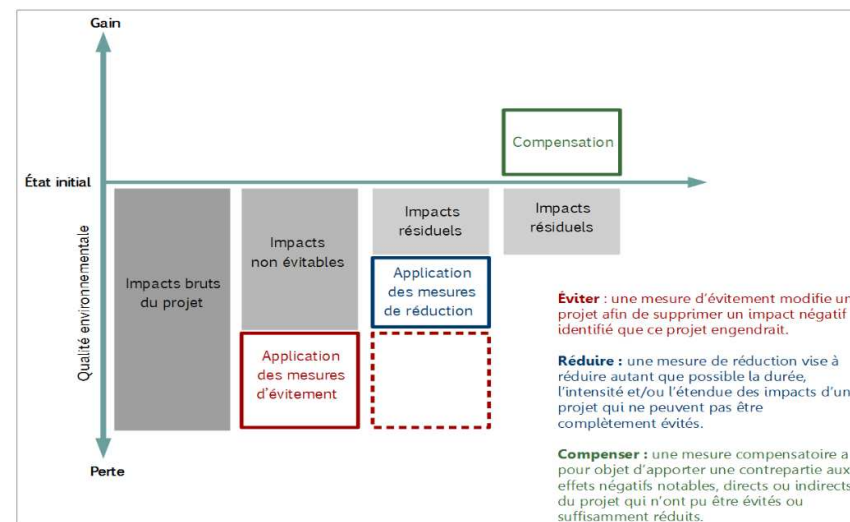 Gain
Compensation
État initial
Qualité environnementale
Impacts bruts
du projet
Impacts
non évitables
Impacts
résiduels
Impacts
résiduels
Application
des mesures
de réduction
Application
des mesures
d'évitement
Perte
Éviter : une mesure d'évitement modifie un
projet afin de supprimer un impact négatif
identifié que ce projet engendrait.
Réduire : une mesure de réduction vise à
réduire autant que possible la durée,
l'intensité et/ou l'étendue des impacts d'un
projet qui ne peuvent pas être
complètement évités.
Compenser : une mesure compensatoire a
pour objet d'apporter une contrepartie aux
effets négatifs notables, directs ou indirects
du projet qui n'ont pu être évités ou
suffisamment réduits.